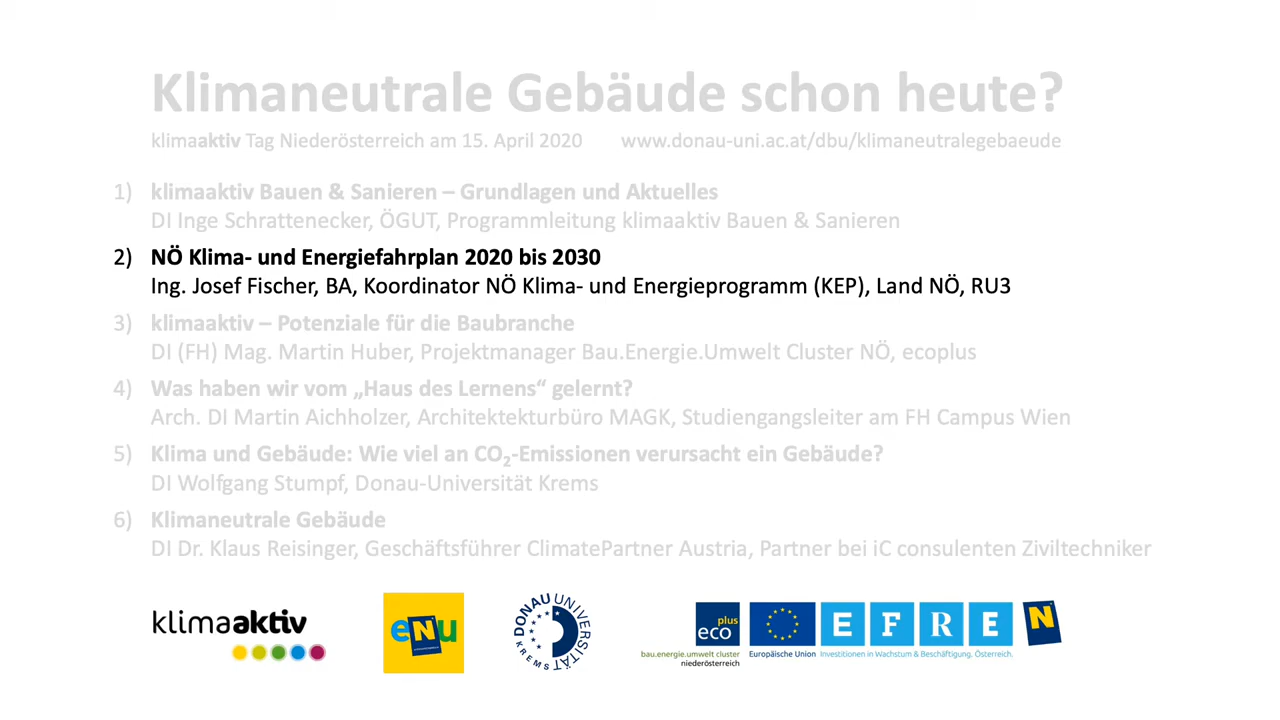 Klimaneutrale Gebäude schon heute?
klimaaktiv Tag Niederösterreich am 15. April 2020 www.donau-uni.ac.at/dbu/klimaneutralegebaeude
1) klimaaktiv Bauen & Sanieren – Grundlagen und Aktuelles
DI Inge Schrattenecker, ÖGUT, Programmleitung klimaaktiv Bauen & Sanieren
2) NÖ Klima- und Energiefahrplan 2020 bis 2030
Ing. Josef Fischer, BA, Koordinator NÖ Klima- und Energieprogramm (KEP), Land NÖ, RU3
3) klimaaktiv – Potenziale für die Baubranche
DI (FH) Mag. Martin Huber, Projektmanager Bau.Energie.Umwelt Cluster NÖ, ecoplus
4) Was haben wir vom „Haus des Lernens“ gelernt?
Arch. DI Martin Aichholzer, Architektekturbüro MAGK, Studiengangsleiter am FH Campus Wien
5) Klima und Gebäude: Wie viel an CO₂-Emissionen verursacht ein Gebäude?
DI Wolfgang Stumpf, Donau-Universität Krems
6) Klimaneutrale Gebäude
DI Dr. Klaus Reisinger, Geschäftsführer ClimatePartner Austria, Partner bei iC consulenten Ziviltechniker
klimaaktiv
eNu
DONAU UNIVERSITÄT KREMS
eco plus
bau.energie.umwelt cluster
niederösterreich
Europäische Union
EFRE
Investitionen in Wachstum & Beschäftigung. Österreich.
N